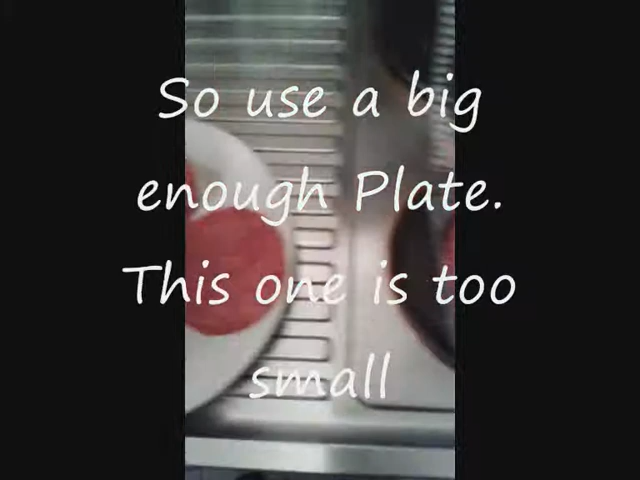 So use a big
enough Plate.
This one is too
small